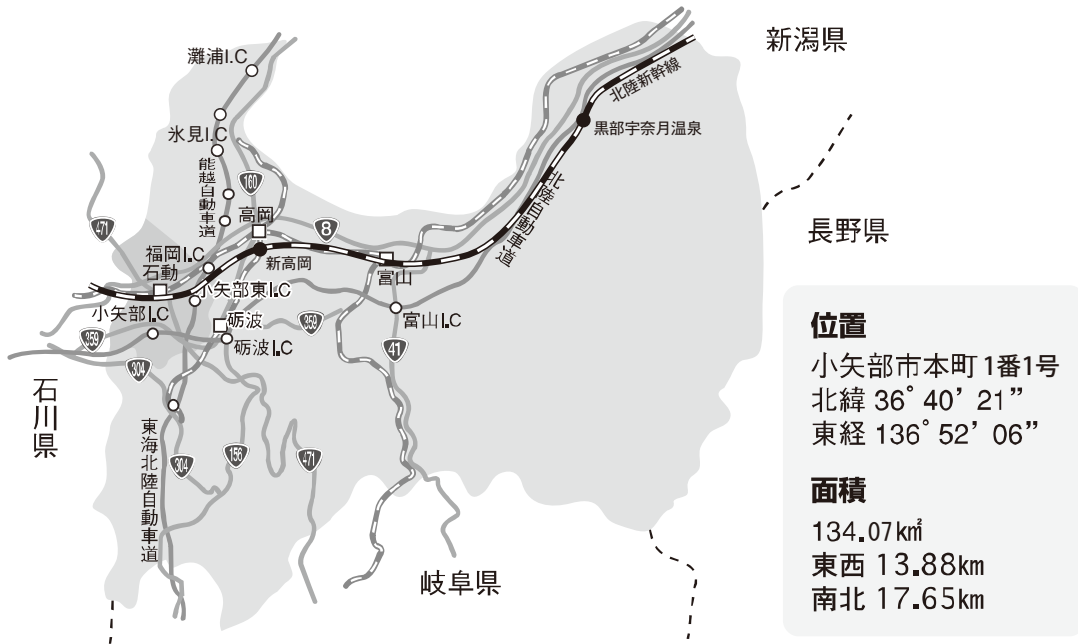 新潟県
灘浦I.C
北陸新幹線
氷見I.C
黒部宇奈月温泉
能越自動車道
160
北陸自動車道
471
高岡
8
長野県
福岡I.C
石動
新高岡
富山
小矢部東I.C
小矢部I.C
砺波
359
富山I.C
359
砺波I.C
41
304
石川県
東海北陸自動車道
304
156
471
岐阜県
位置
小矢部市本町1番1号
北緯 36°40’21”
東経 136°52’06”
面積
134.07k㎡
東西 13.88km
南北 17.65km